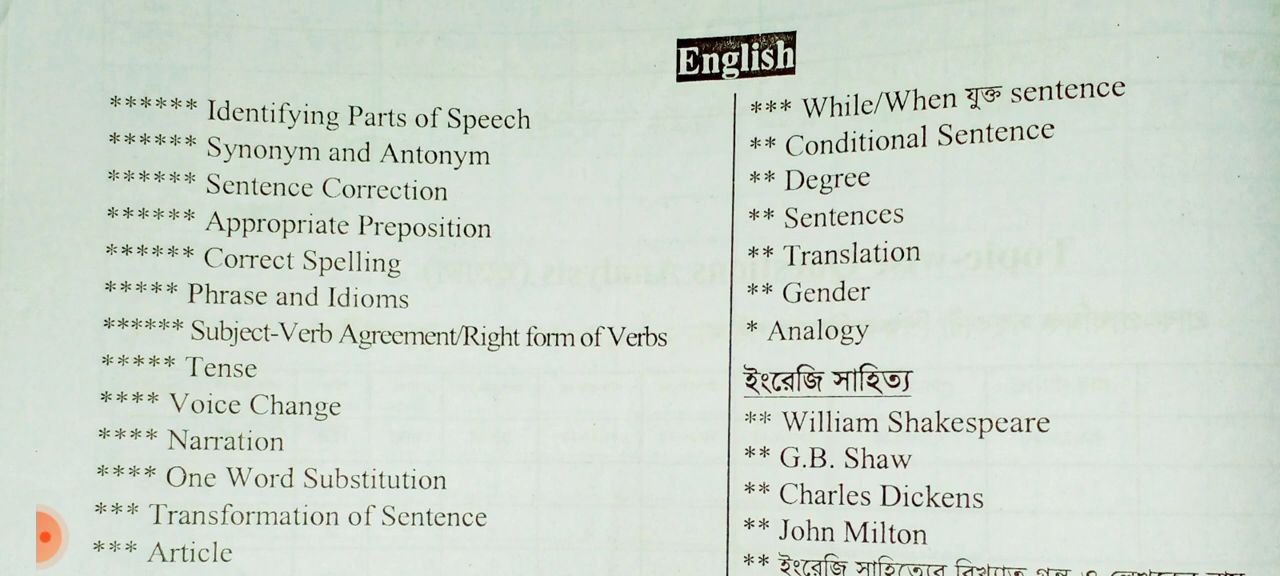 English
****** Identifying Parts of Speech
****** Synonym and Antonym
****** Sentence Correction
****** Appropriate Preposition
****** Correct Spelling
***** Phrase and Idioms
****** Subject-Verb Agreement/Right form of Verbs
***** Tense
**** Voice Change
**** Narration
**** One Word Substitution
*** Transformation of Sentence
*** Article
*** While/When যুক্ত sentence
** Conditional Sentence
** Degree
** Sentences
** Translation
** Gender
* Analogy
ইংরেজি সাহিত্য
** William Shakespeare
** G.B. Shaw
** Charles Dickens
** John Milton
** ইংরেজি সাহিত্যের বিখ্যাত